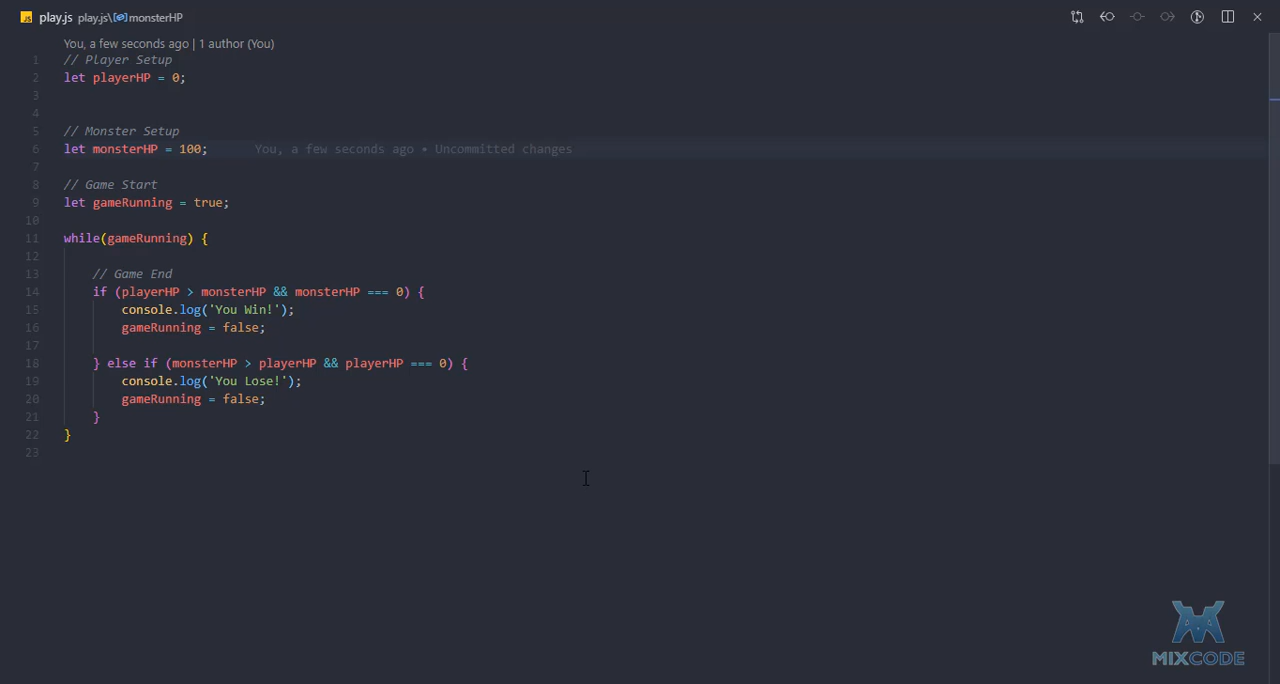 play.js play.js\monsterHP
You, a few seconds ago | 1 author (You)
1 // Player Setup
2 let playerHP = 0;
3
4
5 // Monster Setup
6 let monsterHP = 100; You, a few seconds ago • Uncommitted changes
7
8 // Game Start
9 let gameRunning = true;
10
11 while(gameRunning) {
12
13 // Game End
14 if (playerHP > monsterHP && monsterHP === 0) {
15 console.log('You Win!');
16 gameRunning = false;
17
18 } else if (monsterHP > playerHP && playerHP === 0) {
19 console.log('You Lose!');
20 gameRunning = false;
21 }
22 }
23
MIXCODE